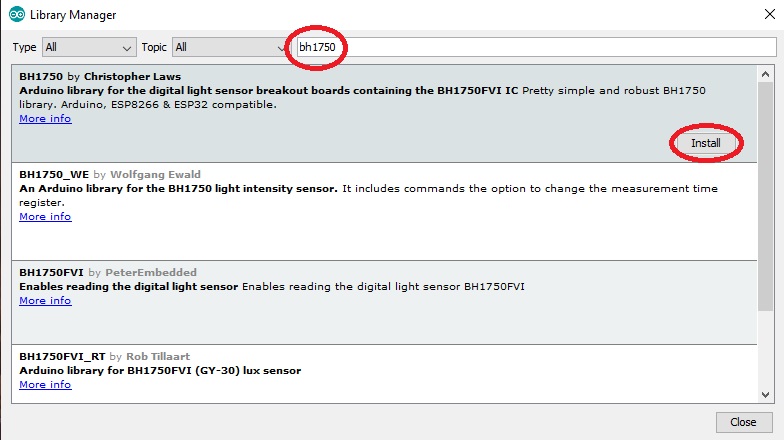 Library Manager
Type All Topic All bh1750
BH1750 by Christopher Laws
Arduino library for the digital light sensor breakout boards containing the BH1750FVI IC Pretty simple and robust BH1750
library. Arduino, ESP8266 & ESP32 compatible.
More info
Install
BH1750_WE by Wolfgang Ewald
An Arduino library for the BH1750 light intensity sensor. It includes commands the option to change the measurement time
register.
More info
BH1750FVI by PeterEmbedded
Enables reading the digital light sensor Enables reading the digital light sensor BH1750FVI
More info
BH1750FVI_RT by Rob Tillaart
Arduino library for BH1750FVI (GY-30) lux sensor
More info
Close